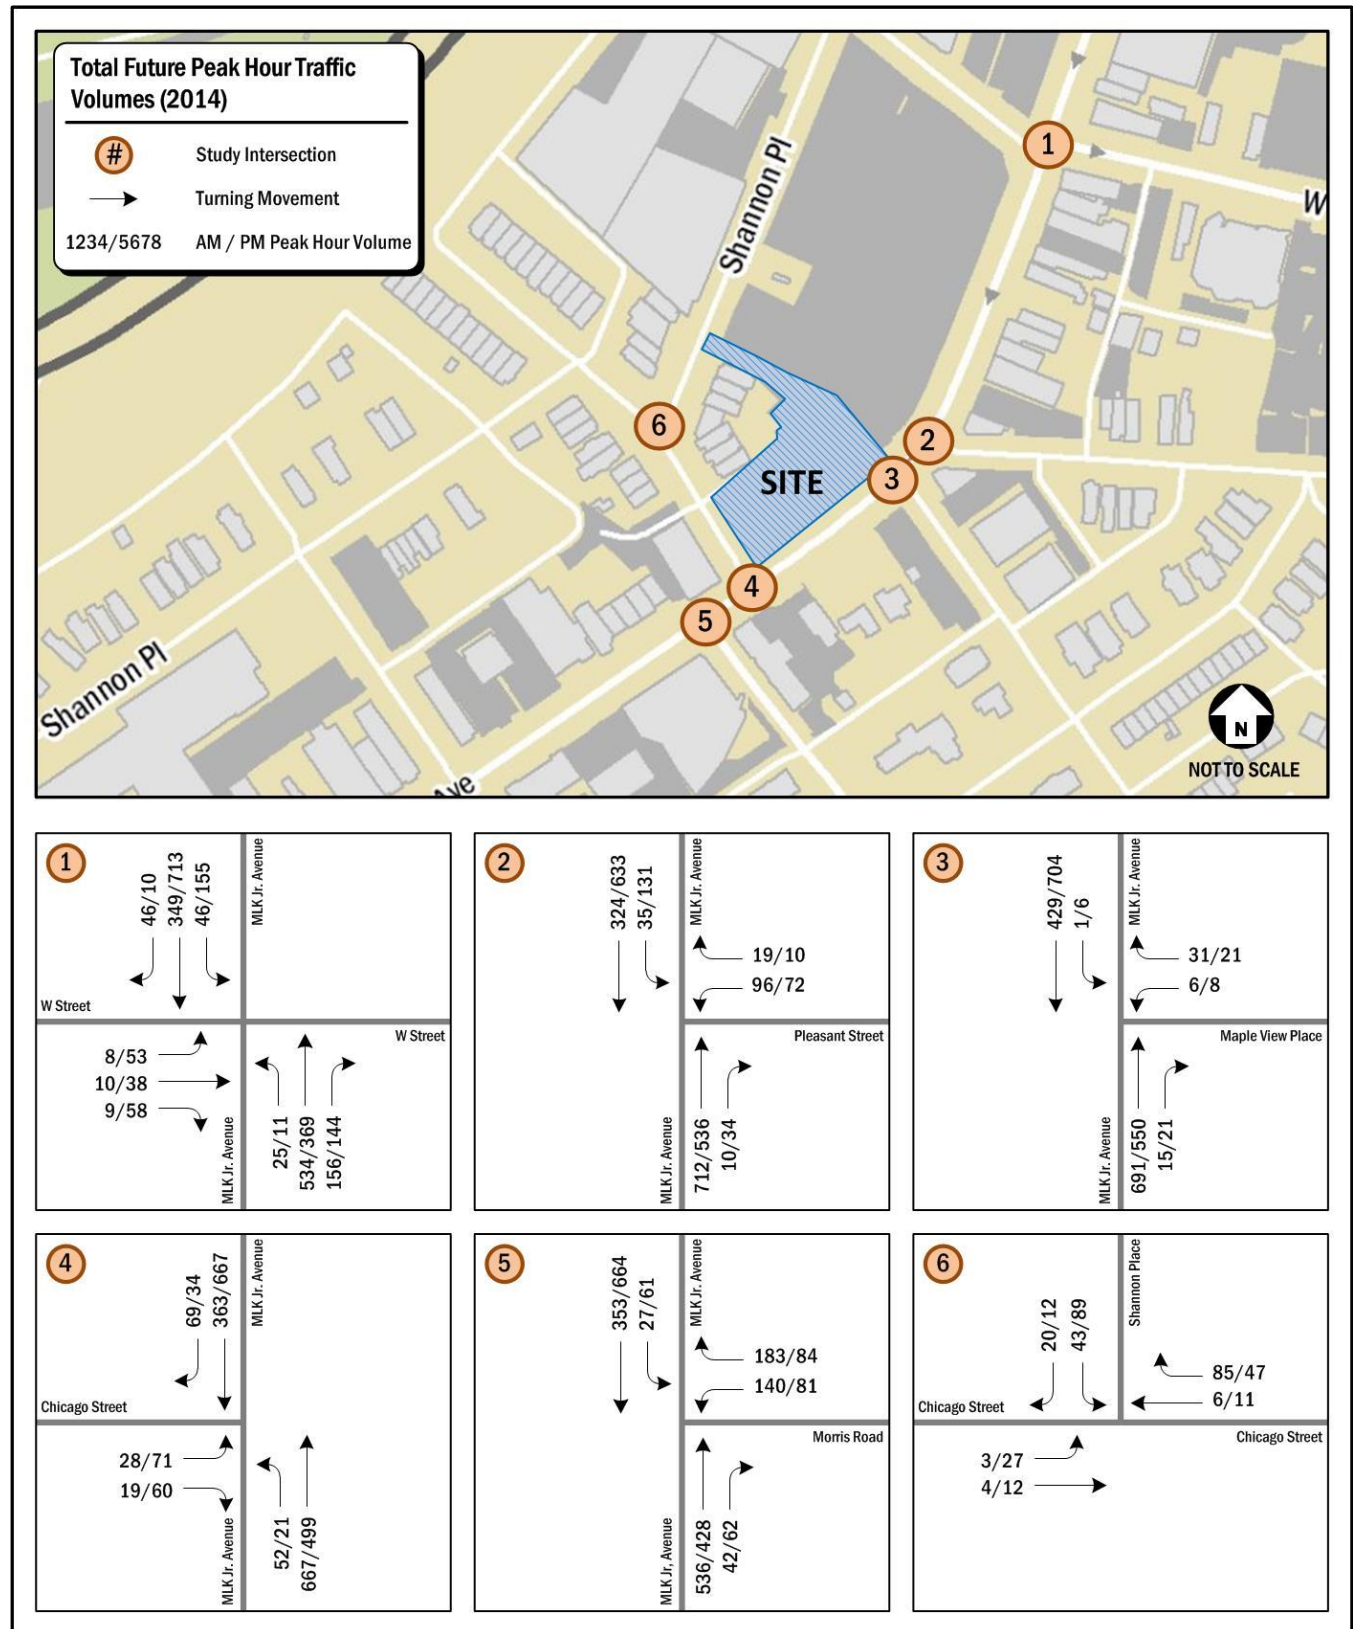 Total Future Peak Hour Traffic
Volumes (2014)
# Study Intersection
Turning Movement
1234/5678 AM / PM Peak Hour Volume
Shannon Pl
1
W
6
2
3
SITE
4
5
Shannon Pl
Ave
N
NOT TO SCALE
1
46/10
349/713
46/155
MLK Jr. Avenue
W Street
W Street
8/53
10/38
9/58
MLK Jr. Avenue
25/11
534/369
156/144
2
324/633
35/131
MLK Jr. Avenue
19/10
96/72
Pleasant Street
MLK Jr. Avenue
712/536
10/34
3
429/704
1/6
MLK Jr. Avenue
31/21
6/8
Maple View Place
MLK Jr. Avenue
691/550
15/21
4
69/34
363/667
MLK Jr. Avenue
Chicago Street
28/71
19/60
MLK Jr. Avenue
52/21
667/499
5
353/664
27/61
MLK Jr. Avenue
183/84
140/81
Morris Road
MLK Jr, Avenue
536/428
42/62
6
20/12
43/89
Shannon Place
85/47
6/11
Chicago Street
Chicago Street
3/27
4/12